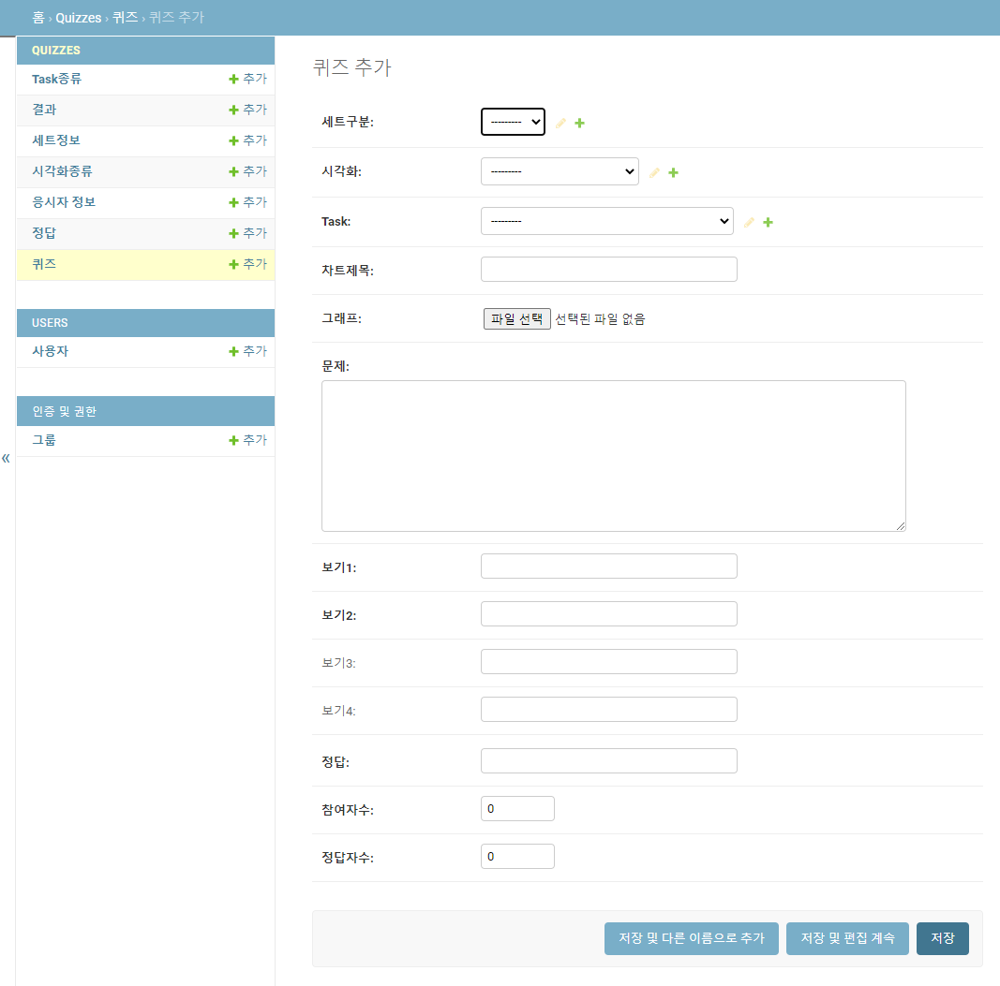 홈 › Quizzes › 퀴즈 › 퀴즈 추가
QUIZZES
Task종류 추가
결과 추가
세트정보 추가
시각화종류 추가
응시자 정보 추가
정답 추가
퀴즈 추가
USERS
사용자 추가
인증 및 권한
그룹 추가
«
퀴즈 추가
세트구분: ---------
시각화: ---------
Task: ---------
차트제목:
그래프: 파일 선택 선택된 파일 없음
문제:
보기1:
보기2:
보기3:
보기4:
정답:
참여자수: 0
정답자수: 0
저장 및 다른 이름으로 추가 저장 및 편집 계속 저장